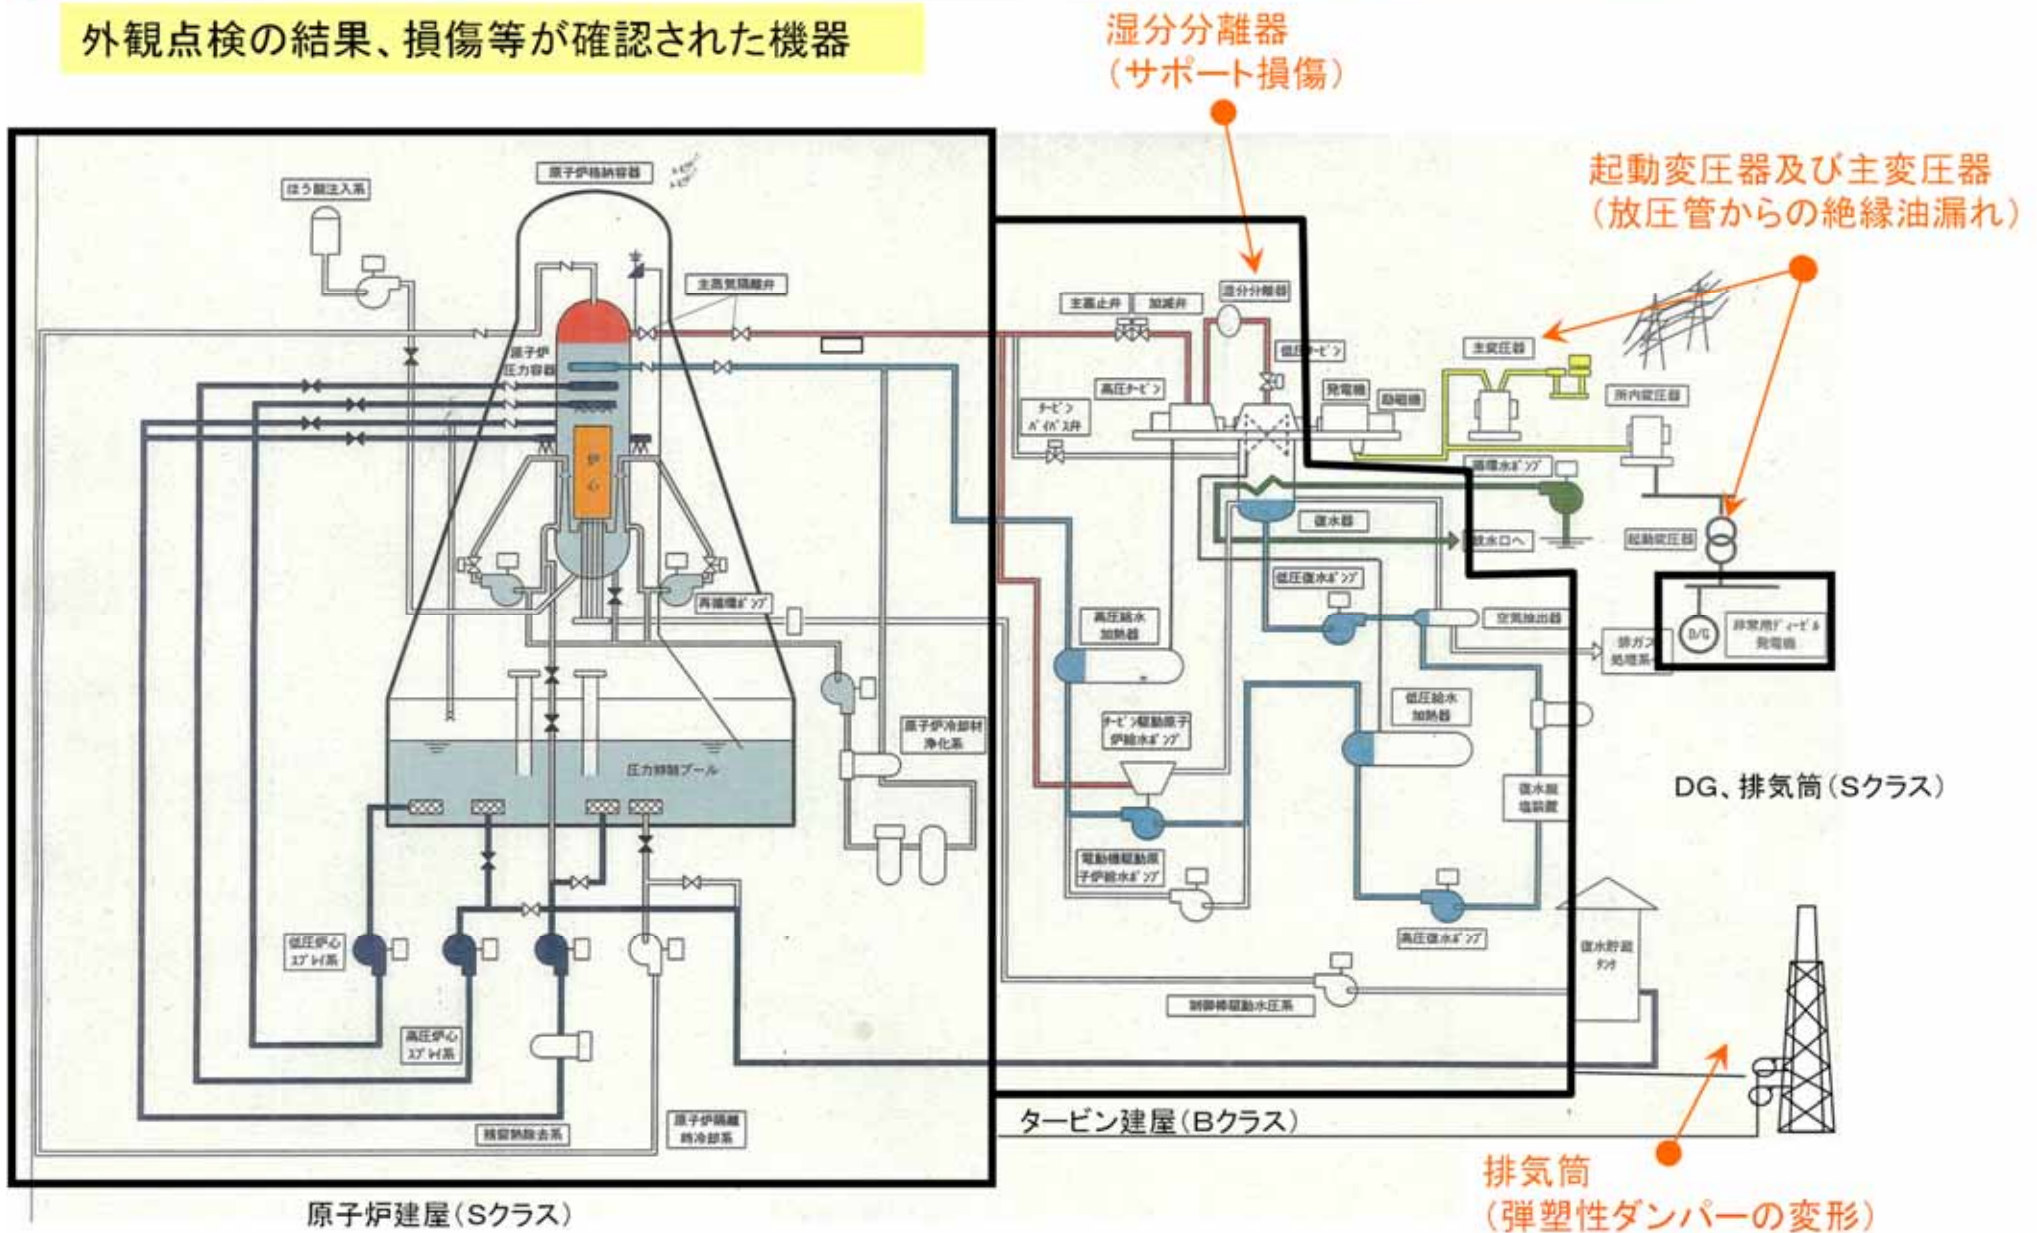 外観点検の結果、損傷等が確認された機器
湿分分離器
（サポート損傷）
起動変圧器及び主変圧器
（放圧管からの絶縁油漏れ）
ほう酸注入系
原子炉格納容器
主蒸気隔離弁
原子炉
圧力容器
炉心
主蒸止弁
加減弁
湿分分離器
低圧タービン
高圧タービン
タービン
バイパス弁
発電機
励磁機
主変圧器
所内変圧器
循環水ポンプ
復水器
放水口へ
起動変圧器
D/G
非常用ディーゼル
発電機
再循環ポンプ
高圧給水
加熱器
低圧復水ポンプ
空気抽出器
排ガス
処理系
低圧給水
加熱器
原子炉冷却材
浄化系
タービン駆動原子
炉給水ポンプ
圧力抑制プール
復水脱
塩装置
DG、排気筒（Sクラス）
電動機駆動原
子炉給水ポンプ
高圧復水ポンプ
復水貯蔵
タンク
低圧炉心
スプレイ系
制御棒駆動水圧系
高圧炉心
スプレイ系
残留熱除去系
原子炉隔離
時冷却系
タービン建屋（Bクラス）
排気筒
（弾塑性ダンパーの変形）
原子炉建屋（Sクラス）